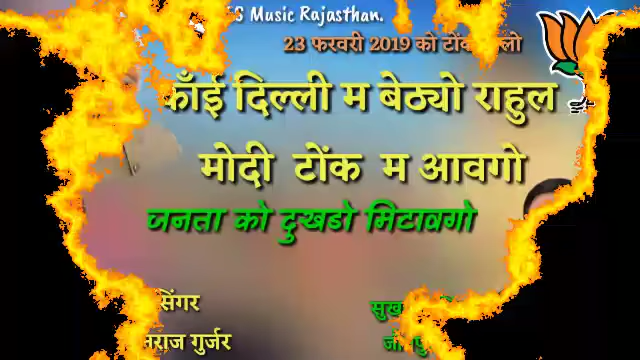 Music Rajasthan.
23 फरवरी 2019 को टोंक
काँई दिल्ली म बेठ्यो राहुल
मोदी टोंक म आवगो
जनता को दुखडो मिटावगो
सिंगर
गुर्जर